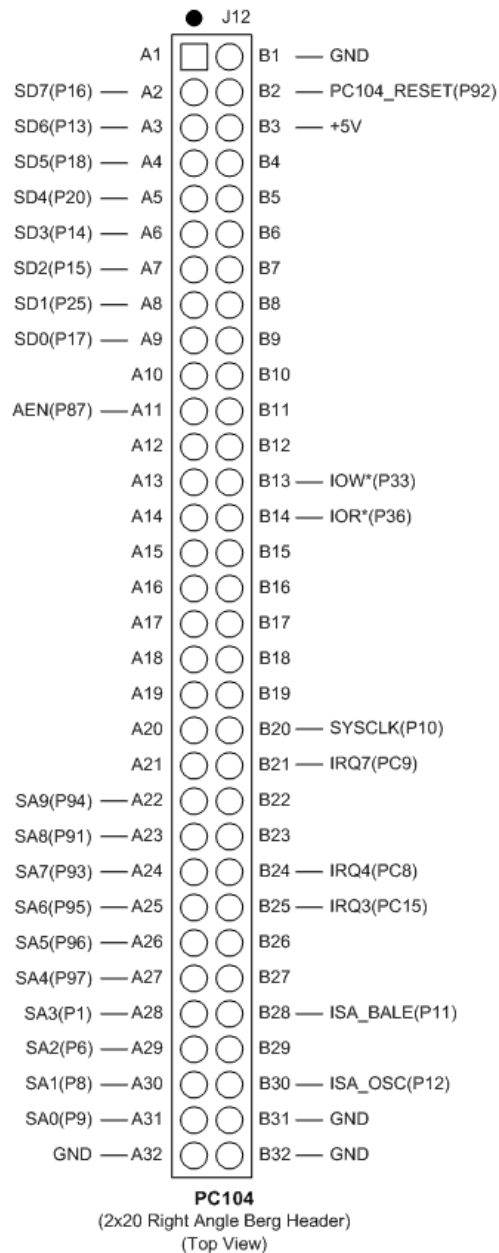 J12
A1 B1 — GND
SD7(P16) — A2 B2 — PC104_RESET(P92)
SD6(P13) — A3 B3 — +5V
SD5(P18) — A4 B4
SD4(P20) — A5 B5
SD3(P14) — A6 B6
SD2(P15) — A7 B7
SD1(P25) — A8 B8
SD0(P17) — A9 B9
A10 B10
AEN(P87) — A11 B11
A12 B12
A13 B13 — IOW*(P33)
A14 B14 — IOR*(P36)
A15 B15
A16 B16
A17 B17
A18 B18
A19 B19
A20 B20 — SYSCLK(P10)
A21 B21 — IRQ7(PC9)
SA9(P94) — A22 B22
SA8(P91) — A23 B23
SA7(P93) — A24 B24 — IRQ4(PC8)
SA6(P95) — A25 B25 — IRQ3(PC15)
SA5(P96) — A26 B26
SA4(P97) — A27 B27
SA3(P1) — A28 B28 — ISA_BALE(P11)
SA2(P6) — A29 B29
SA1(P8) — A30 B30 — ISA_OSC(P12)
SA0(P9) — A31 B31 — GND
GND — A32 B32 — GND
PC104
(2x20 Right Angle Berg Header)
(Top View)